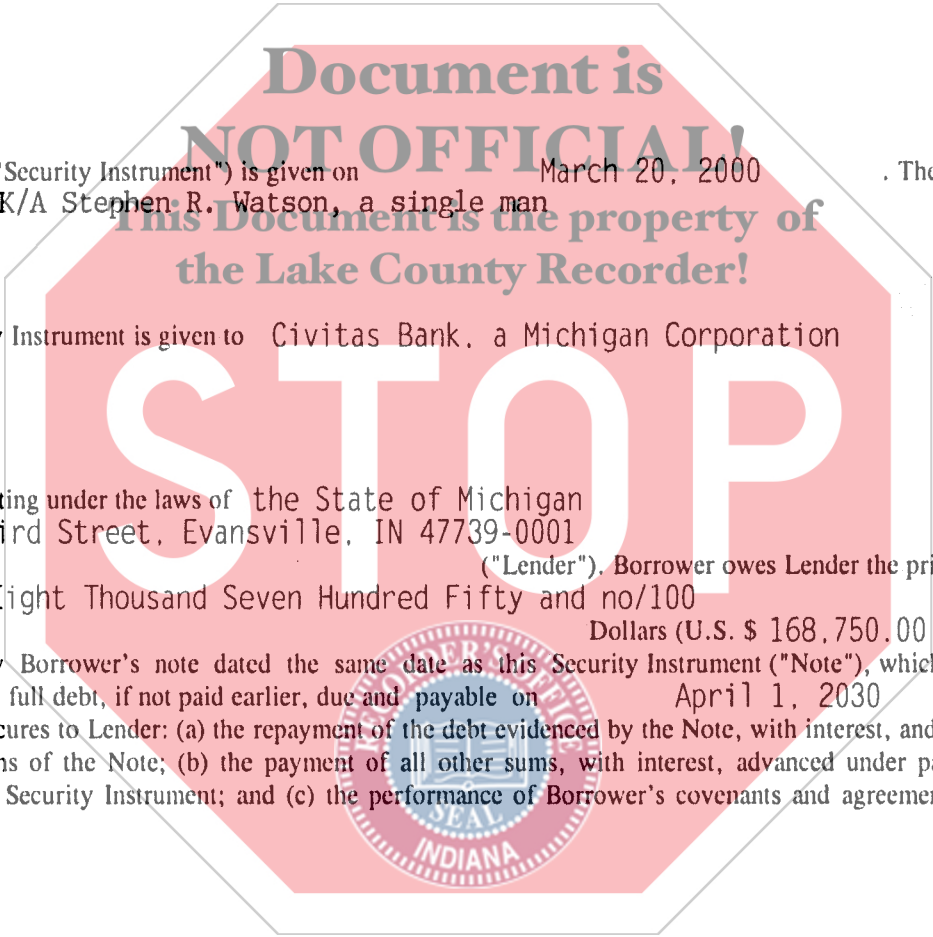 Document is
NOT OFFICIAL!
"Security Instrument") is given on March 20, 2000 . The
K/A Stephen R. Watson, a single man
This Document is the property of
the Lake County Recorder!
Instrument is given to Civitas Bank, a Michigan Corporation
STOP
ting under the laws of the State of Michigan
ird Street, Evansville, IN 47739-0001
("Lender"). Borrower owes Lender the pri
Eight Thousand Seven Hundred Fifty and no/100
Dollars (U.S. $ 168,750.00
Borrower's note dated the same date as this Security Instrument ("Note"), which
full debt, if not paid earlier, due and payable on April 1, 2030
cures to Lender: (a) the repayment of the debt evidenced by the Note, with interest, and
ns of the Note; (b) the payment of all other sums, with interest, advanced under pa
Security Instrument; and (c) the performance of Borrower's covenants and agreemen
RECORDER'S OFFICE
SEAL
INDIANA